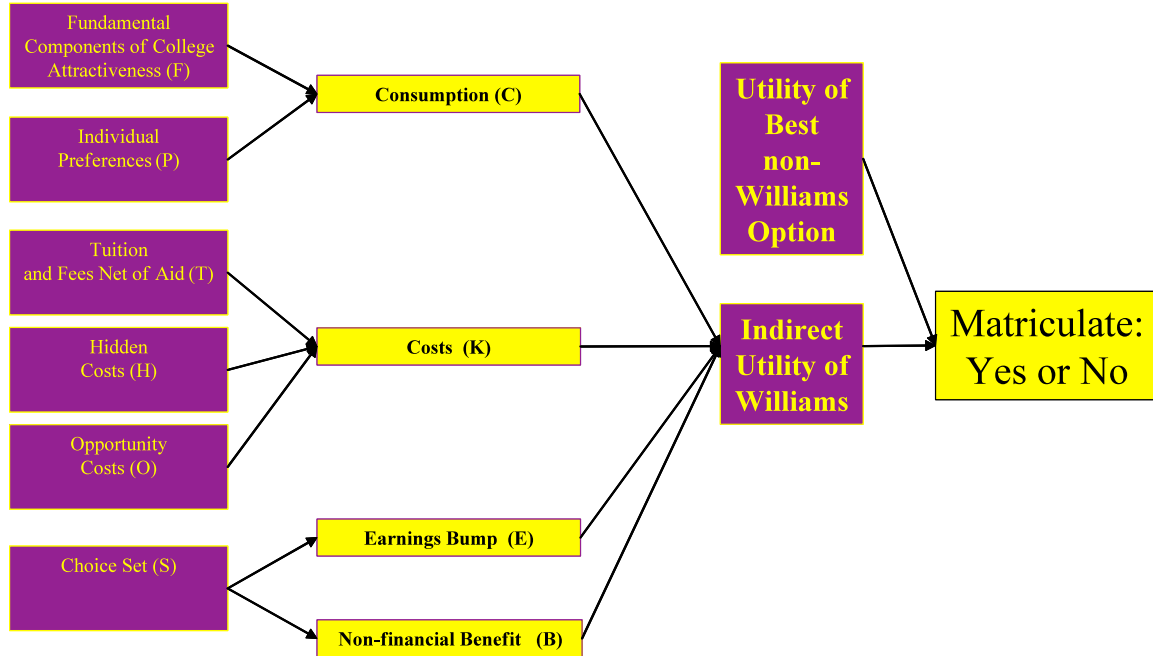 Fundamental
Components of College
Attractiveness (F)
Individual
Preferences (P)
Tuition
and Fees Net of Aid (T)
Hidden
Costs (H)
Opportunity
Costs (O)
Choice Set (S)
Consumption (C)
Costs (K)
Earnings Bump (E)
Non-financial Benefit (B)
Utility of
Best
non-
Williams
Option
Indirect
Utility of
Williams
Matriculate:
Yes or No